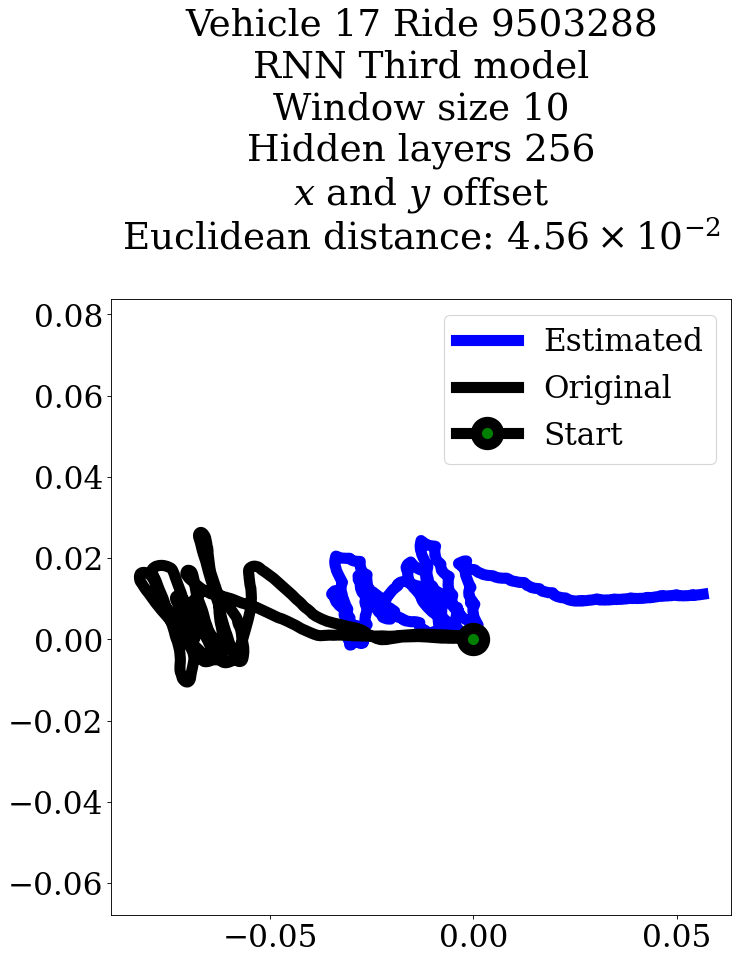 Vehicle 17 Ride 9503288
RNN Third model
Window size 10
Hidden layers 256
x and y offset
Euclidean distance: 4.56 × 10⁻²
Estimated
Original
Start
0.08
0.06
0.04
0.02
0.00
−0.02
−0.04
−0.06
−0.05 0.00 0.05